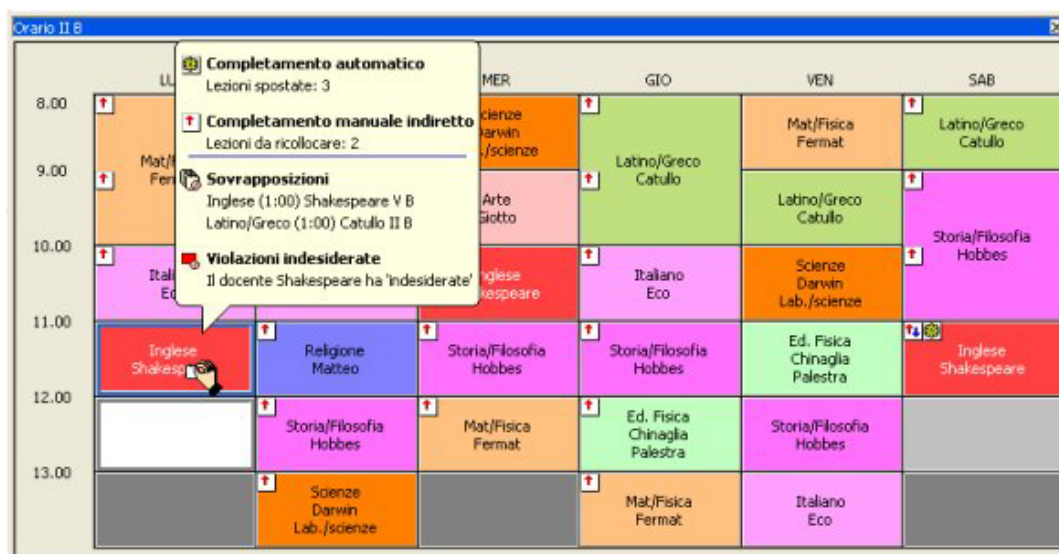 Orario II B
Completamento automatico
Lezioni spostate: 3
Completamento manuale indiretto
Lezioni da ricollocare: 2
Sovrapposizioni
Inglese (1:00) Shakespeare V B
Latino/Greco (1:00) Catullo II B
Violazioni indesiderate
Il docente Shakespeare ha 'indesiderate'
MER
GIO
VEN
SAB
8.00
Mat/Fisica
Fermat
Latino/Greco
Catullo
9.00
Latino/Greco
Catullo
Arte
Latino/Greco
Catullo
Storia/Filosofia
Hobbes
10.00
Italiano
Eco
Scienze
Darwin
Lab./scienze
11.00
Inglese
Religione
Matteo
Storia/Filosofia
Hobbes
Storia/Filosofia
Hobbes
Ed. Fisica
Chinaglia
Palestra
Inglese
Shakespeare
12.00
Storia/Filosofia
Hobbes
Mat/Fisica
Fermat
Ed. Fisica
Chinaglia
Palestra
Storia/Filosofia
Hobbes
13.00
Scienze
Darwin
Lab./scienze
Mat/Fisica
Fermat
Italiano
Eco